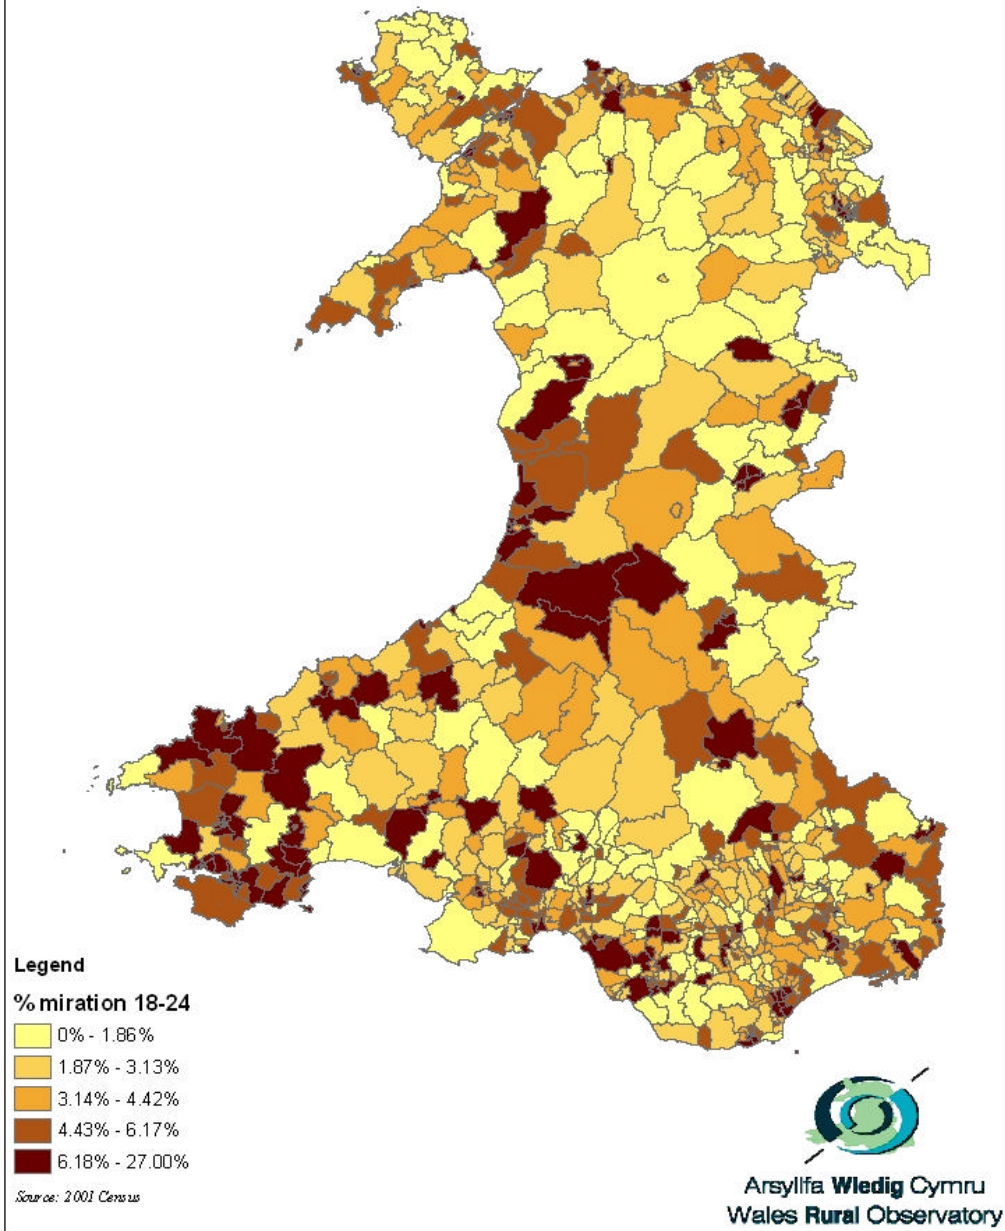 Legend
% miration 18-24
0% - 1.86%
1.87% - 3.13%
3.14% - 4.42%
4.43% - 6.17%
6.18% - 27.00%
Source: 2001 Census
Arsyllfa Wledig Cymru
Wales Rural Observatory